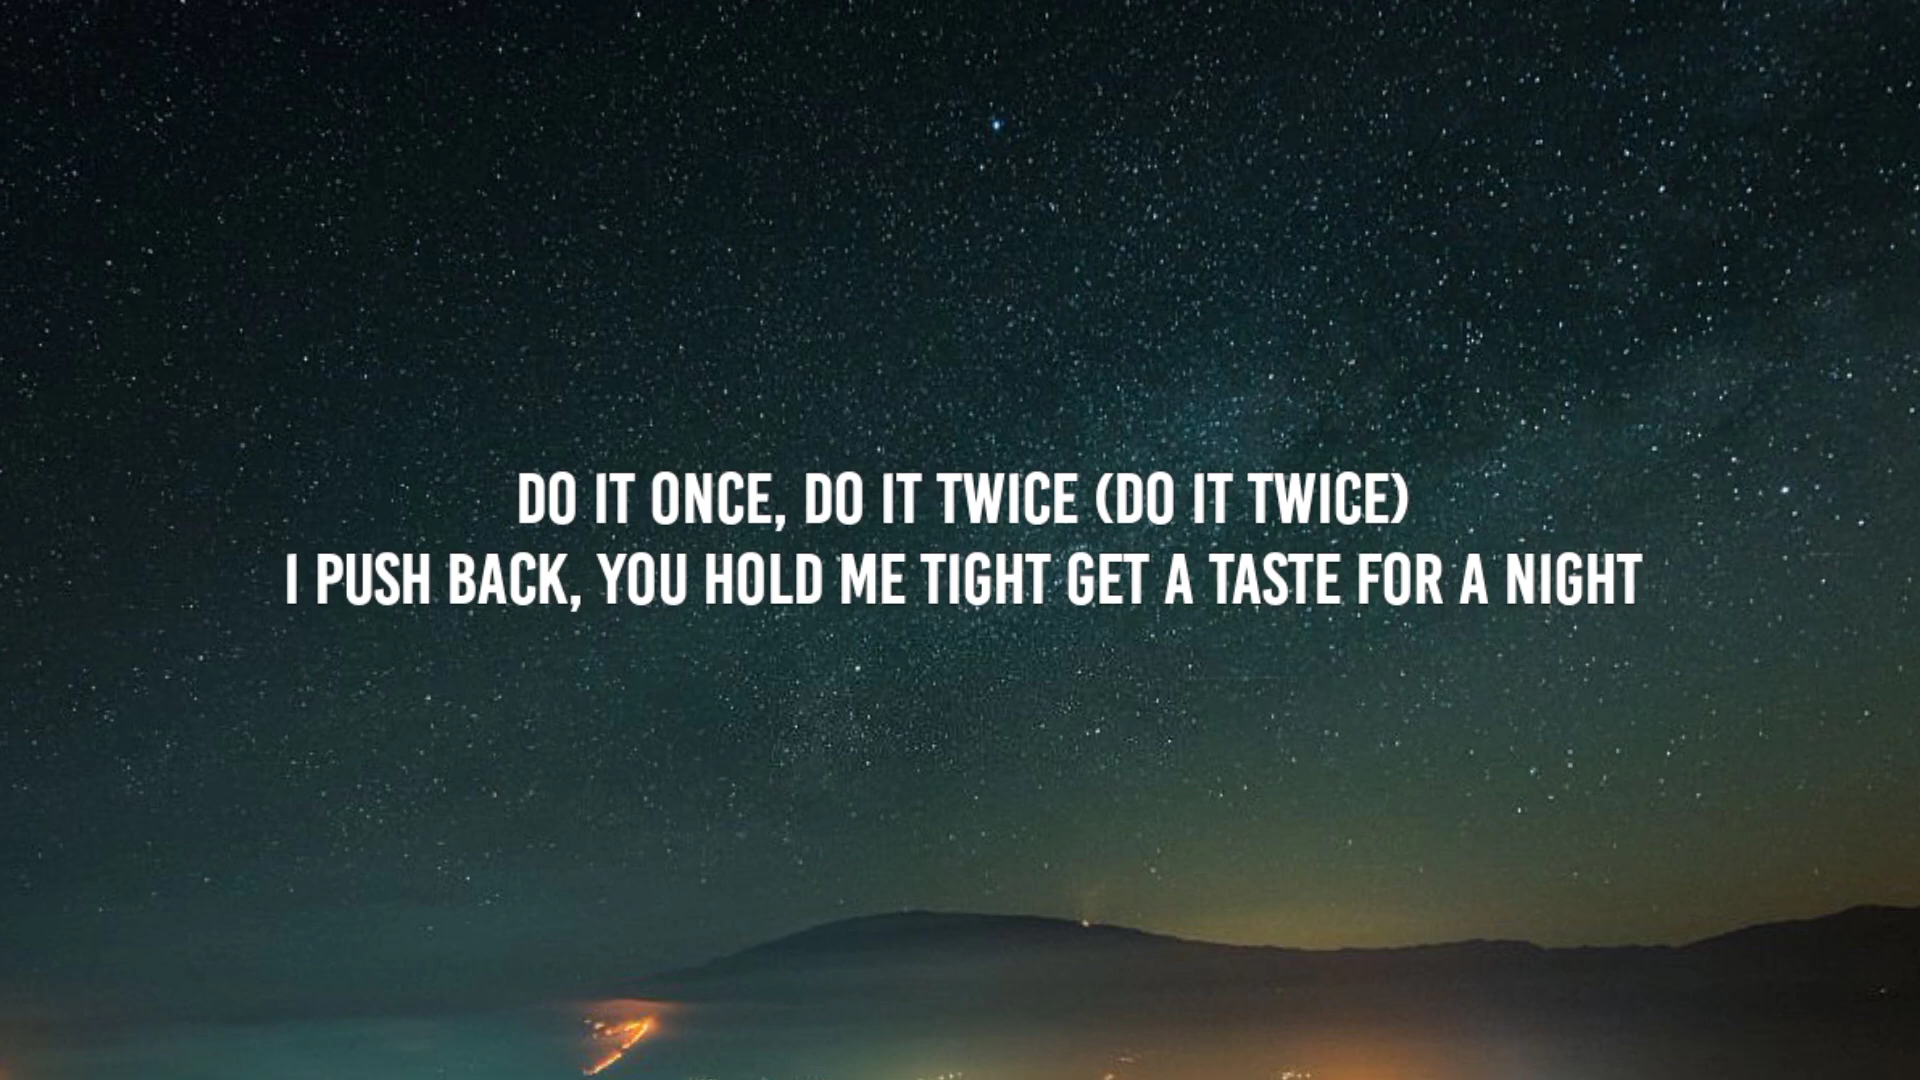 DO IT ONCE, DO IT TWICE (DO IT TWICE)
I PUSH BACK, YOU HOLD ME TIGHT GET A TASTE FOR A NIGHT